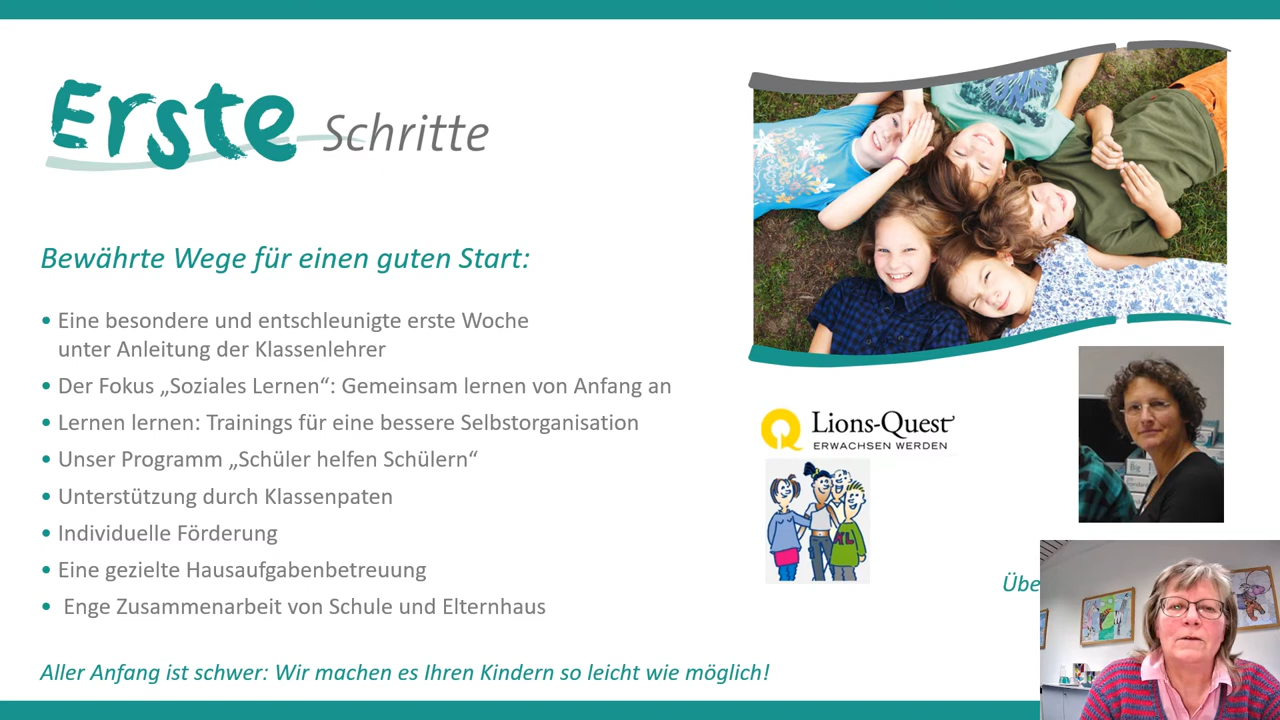 Erste Schritte
Bewährte Wege für einen guten Start:
• Eine besondere und entschleunigte erste Woche
unter Anleitung der Klassenlehrer
• Der Fokus „Soziales Lernen“: Gemeinsam lernen von Anfang an
• Lernen lernen: Trainings für eine bessere Selbstorganisation
• Unser Programm „Schüler helfen Schülern“
• Unterstützung durch Klassenpaten
• Individuelle Förderung
• Eine gezielte Hausaufgabenbetreuung
• Enge Zusammenarbeit von Schule und Elternhaus
Aller Anfang ist schwer: Wir machen es Ihren Kindern so leicht wie möglich!
Lions-Quest
ERWACHSEN WERDEN
XL